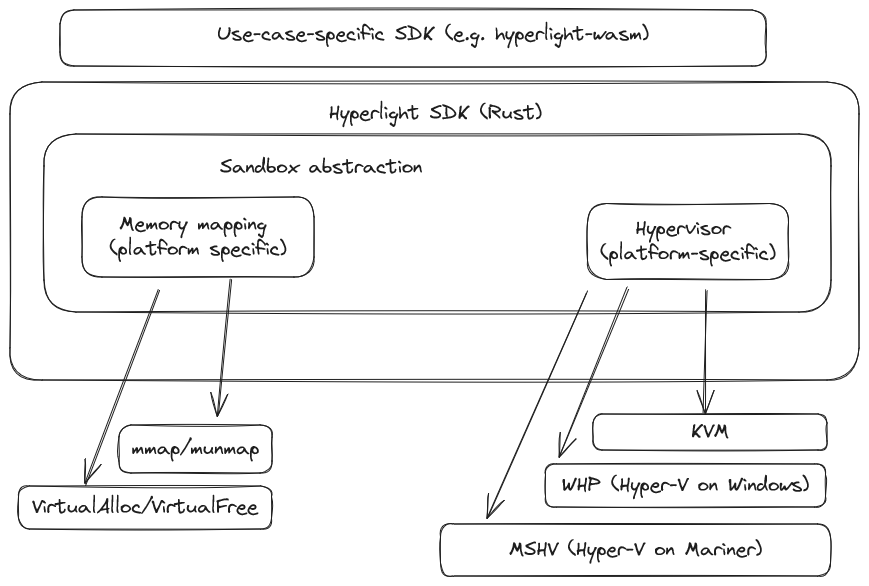 Use-case-specific SDK (e.g. hyperlight-wasm)
Hyperlight SDK (Rust)
Sandbox abstraction
Memory mapping
(platform specific)
Hypervisor
(platform-specific)
mmap/munmap
KVM
WHP (Hyper-V on Windows)
VirtualAlloc/VirtualFree
MSHV (Hyper-V on Mariner)